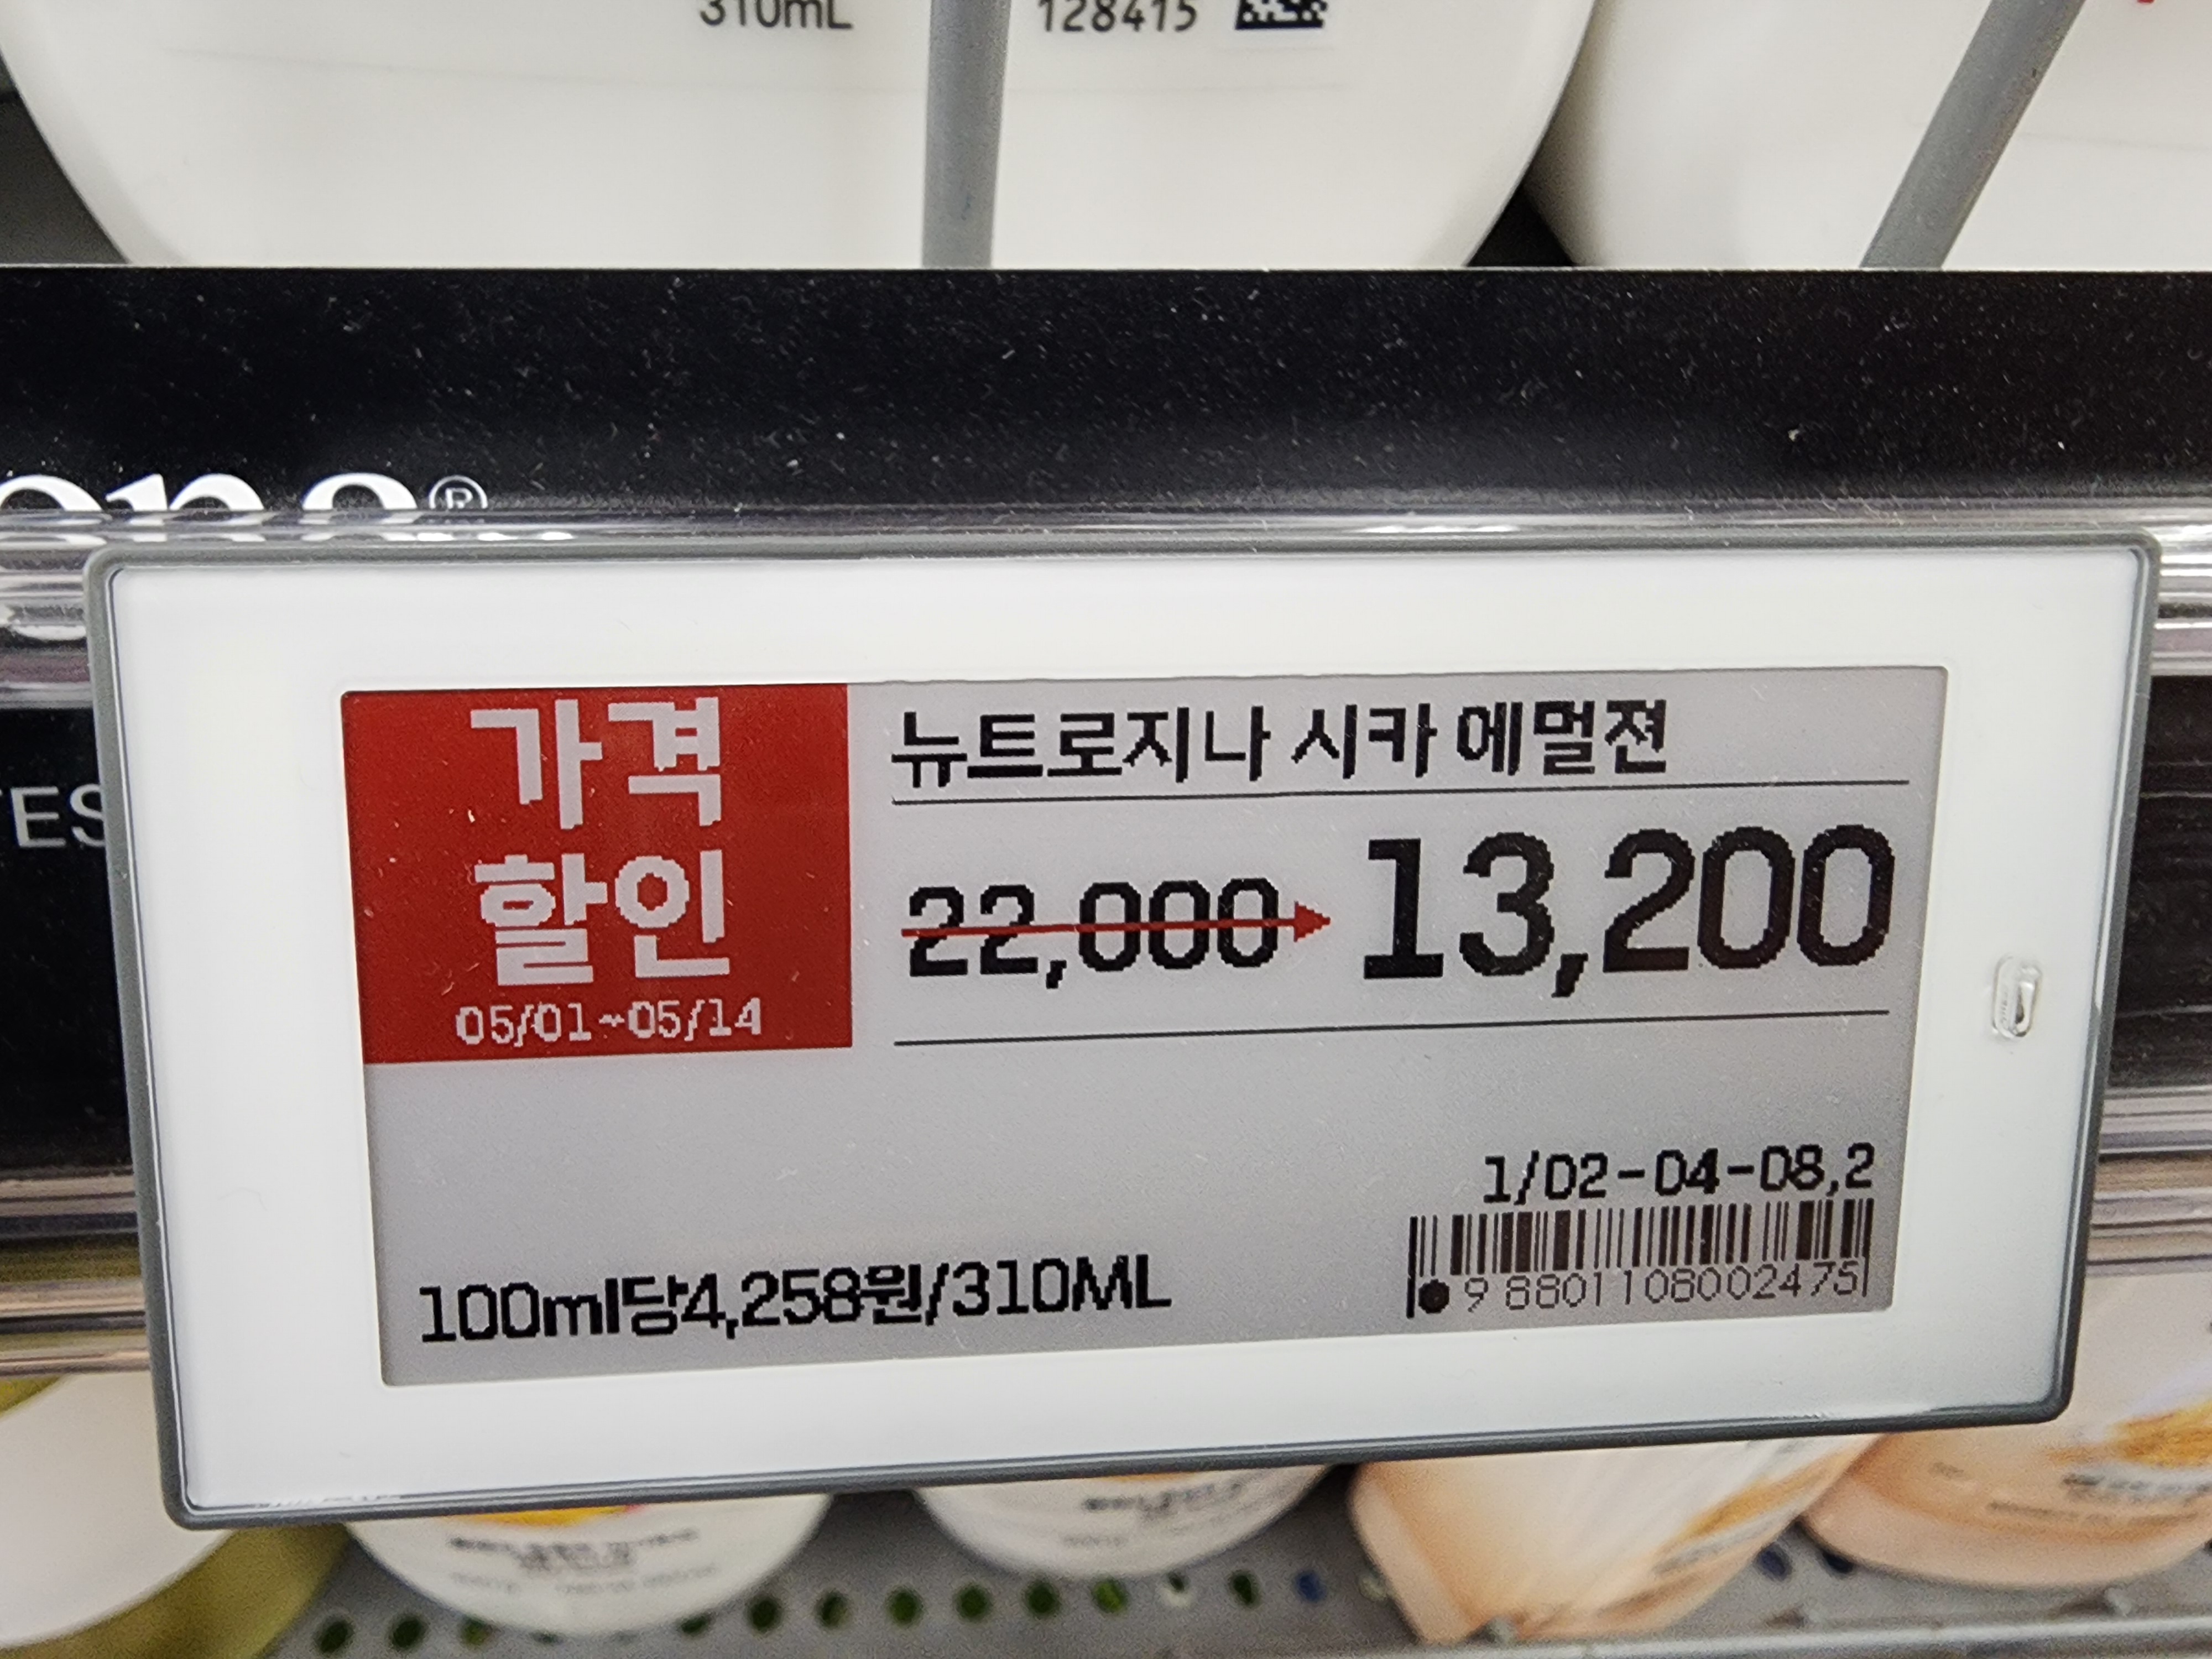 310mL
128415
ena®
TES
가격
할인
05/01~05/14
뉴트로지나 시카 에멀젼
22,000 13,200
1/02-04-08,2
100ml당4,258원/310ML
9 8801108002475